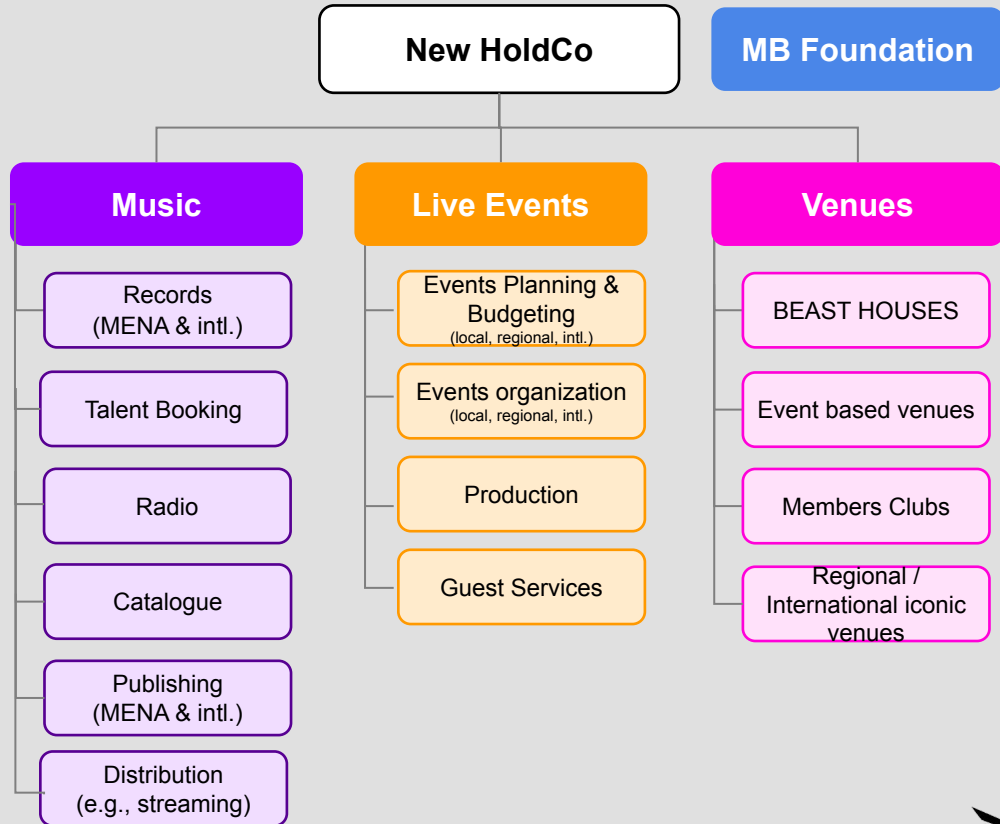 New HoldCo
MB Foundation
Music
Live Events
Venues
Records
(MENA & intl.)
Talent Booking
Radio
Catalogue
Publishing
(MENA & intl.)
Distribution
(e.g., streaming)
Events Planning &
Budgeting
(local, regional, intl.)
Events organization
(local, regional, intl.)
Production
Guest Services
BEAST HOUSES
Event based venues
Members Clubs
Regional /
International iconic
venues